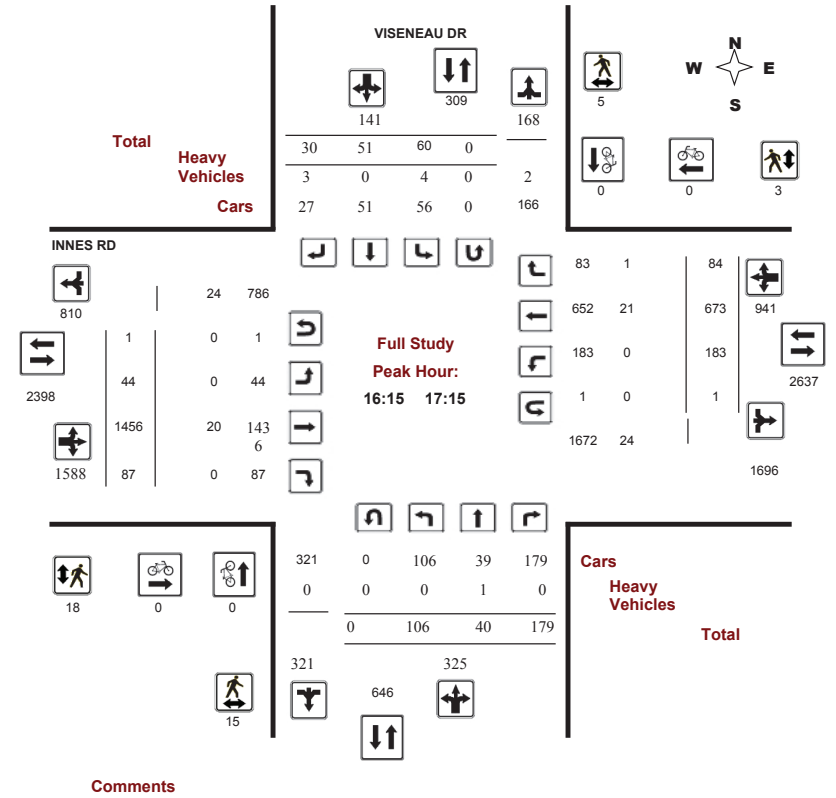 VISENEAU DR
N
W E
S
309
141 168
5
Total 30 51 60 0
Heavy
Vehicles 3 0 4 0 2
Cars 27 51 56 0 166
0 0 3
INNES RD
810 24 786
83 1 84
652 21 673 941
1 0 1
Full Study
183 0 183
2398 44 0 44
Peak Hour:
2637
16:15 17:15
1 0 1
1456 20 143
6
1672 24
1588 87 0 87
1696
321 0 106 39 179 Cars
0 0 0 1 0 Heavy
Vehicles
18 0 0
0 106 40 179 Total
321 325
646
15
Comments